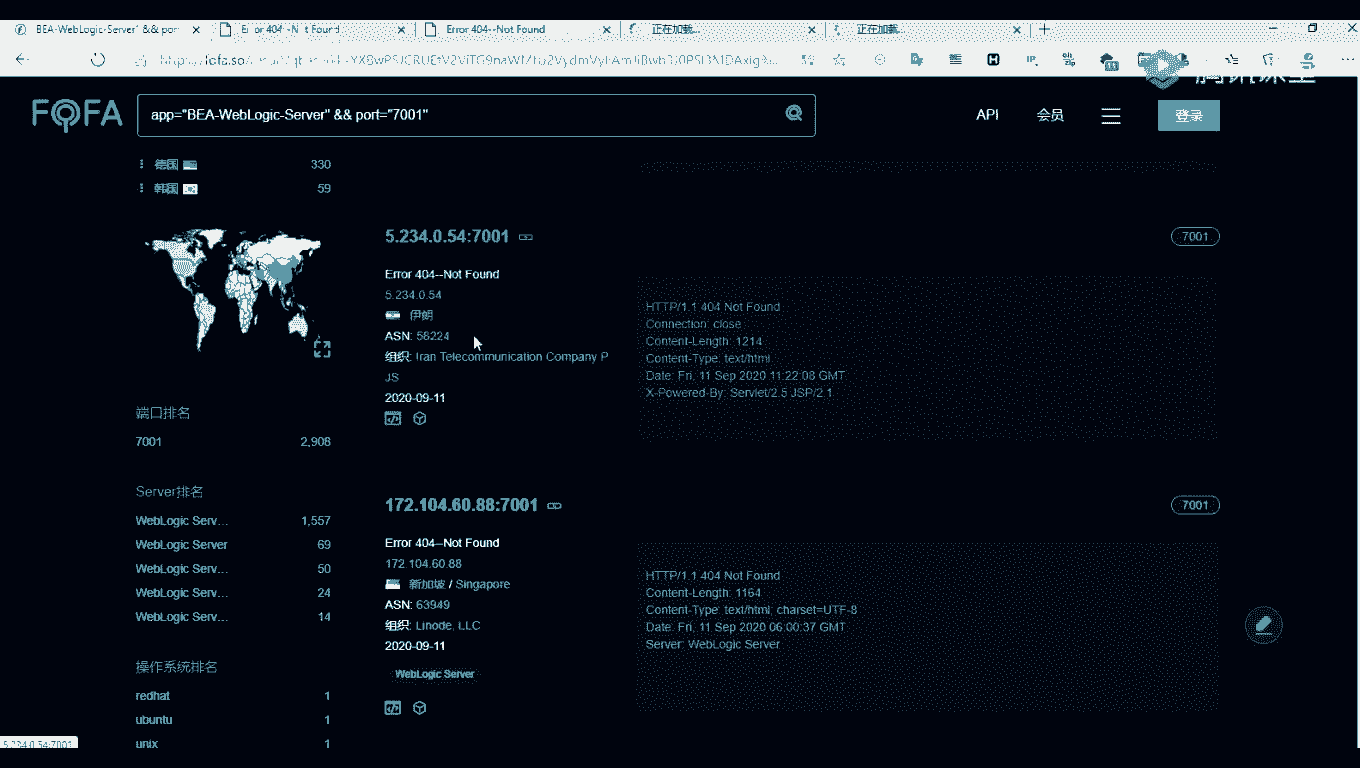 BEA-WebLogic-Server" && por
Error 404--Not Found
Error 404--Not Found
正在加载...
正在加载...
FOFA
app="BEA-WebLogic-Server" && port="7001"
API
会员
登录
德国 330
韩国 59
端口排名
7001 2,908
Server排名
WebLogic Serv... 1,557
WebLogic Server 69
WebLogic Serv... 50
WebLogic Serv... 24
WebLogic Serv... 14
操作系统排名
redhat 1
ubuntu 1
unix 1
5.234.0.54:7001
7001
Error 404--Not Found
5.234.0.54
伊朗
ASN: 58224
组织: Iran Telecommunication Company P
JS
2020-09-11
HTTP/1.1 404 Not Found
Connection: close
Content-Length: 1214
Content-Type: text/html
Date: Fri, 11 Sep 2020 11:22:08 GMT
X-Powered-By: Servlet/2.5 JSP/2.1
172.104.60.88:7001
7001
Error 404--Not Found
172.104.60.88
新加坡 / Singapore
ASN: 63949
组织: Linode, LLC
2020-09-11
WebLogic Server
HTTP/1.1 404 Not Found
Content-Length: 1164
Content-Type: text/html; charset=UTF-8
Date: Fri, 11 Sep 2020 06:00:37 GMT
Server: WebLogic Server
5.234.0.54:7001